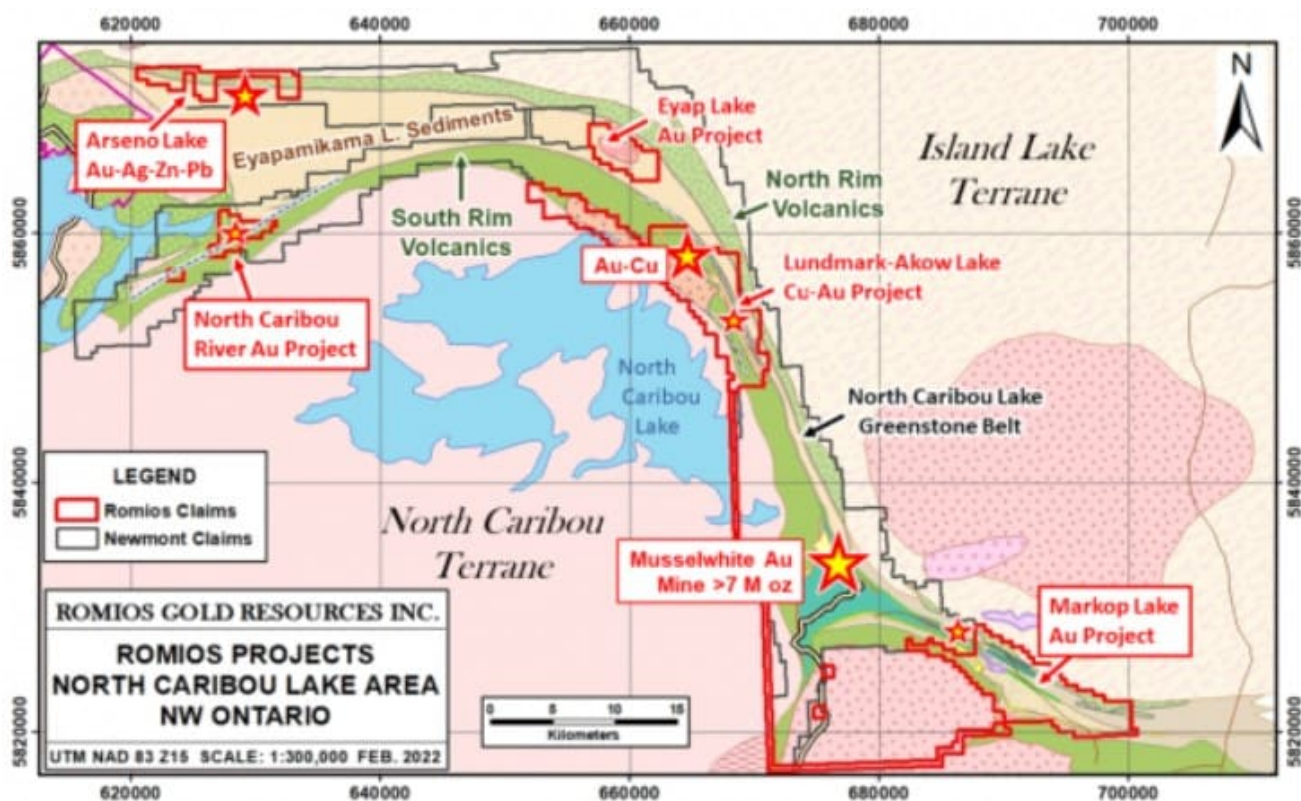 620000
640000
660000
680000
700000
N
Arseno Lake
Au-Ag-Zn-Pb
Eyapamikama L. Sediments
Eyap Lake
Au Project
Island Lake
Terrane
North Rim
Volcanics
South Rim
Volcanics
5860000
5860000
Au-Cu
Lundmark-Akow Lake
Cu-Au Project
North Caribou
River Au Project
North
Caribou
Lake
North Caribou Lake
Greenstone Belt
LEGEND
Romios Claims
Newmont Claims
5840000
5840000
North Caribou
Terrane
Musselwhite Au
Mine >7 M oz
Markop Lake
Au Project
ROMIOS GOLD RESOURCES INC.
ROMIOS PROJECTS
NORTH CARIBOU LAKE AREA
NW ONTARIO
UTM NAD 83 Z15 SCALE: 1:300,000 FEB. 2022
0 5 10 15
Kilometers
5820000
5820000
620000
640000
660000
680000
700000